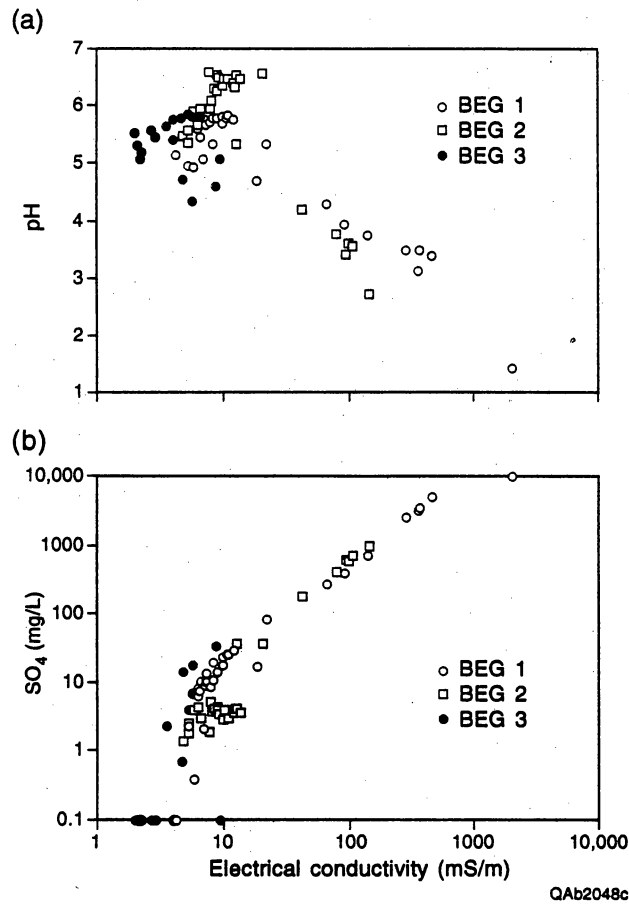 (a)
7
6
5
4
3
2
1
pH
BEG 1
BEG 2
BEG 3
(b)
10,000
1000
100
10
1
0.1
SO4 (mg/L)
BEG 1
BEG 2
BEG 3
1 10 100 1000 10,000
Electrical conductivity (mS/m)
QAb2048c